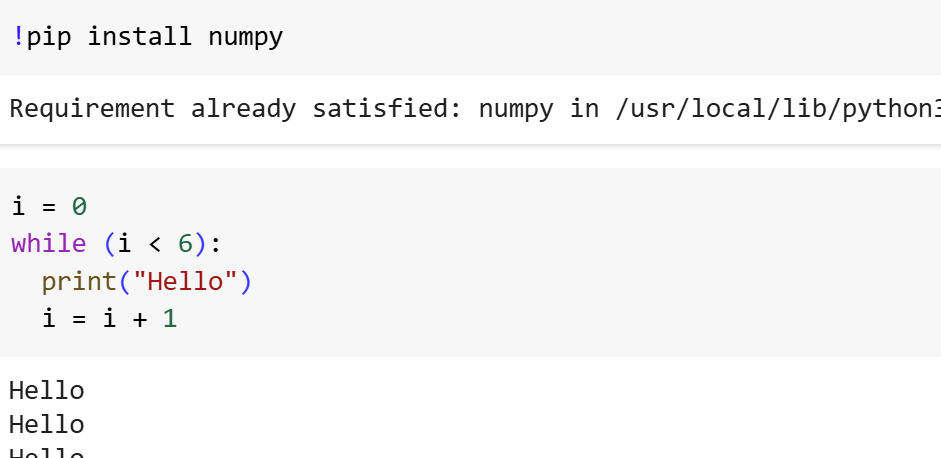 !pip install numpy
Requirement already satisfied: numpy in /usr/local/lib/python3
i = 0
while (i < 6):
  print("Hello")
  i = i + 1
Hello
Hello
Hello